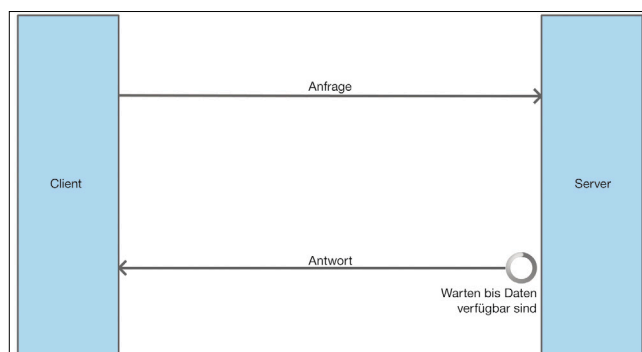 Anfrage
Client
Server
Antwort
Warten bis Daten
verfügbar sind